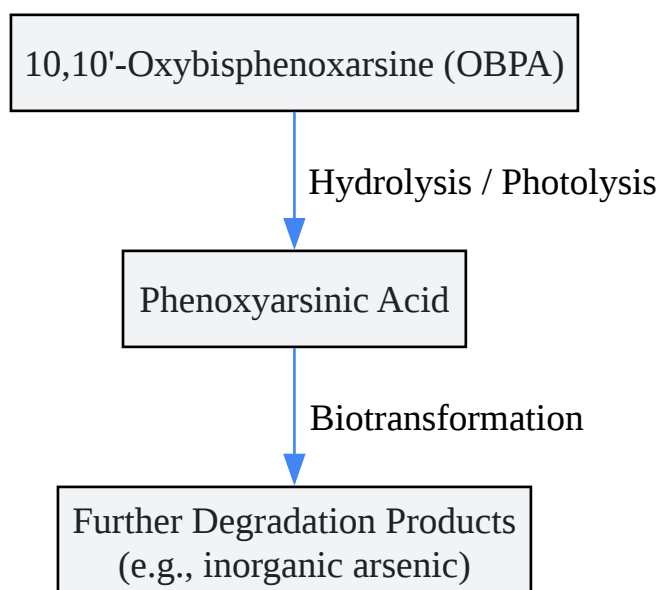 10,10'-Oxybisphenoxarsine (OBPA)
Hydrolysis / Photolysis
Phenoxyarsinic Acid
Biotransformation
Further Degradation Products
(e.g., inorganic arsenic)